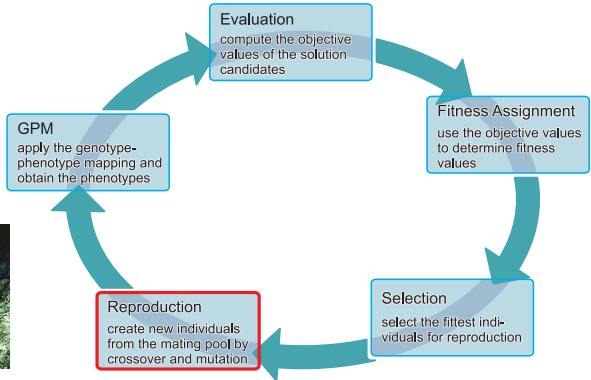 Evaluation
compute the objective
values of the solution
candidates
Fitness Assignment
use the objective values
to determine fitness
values
Selection
select the fittest indi-
viduals for reproduction
Reproduction
create new individuals
from the mating pool by
crossover and mutation
GPM
apply the genotype-
phenotype mapping and
obtain the phenotypes